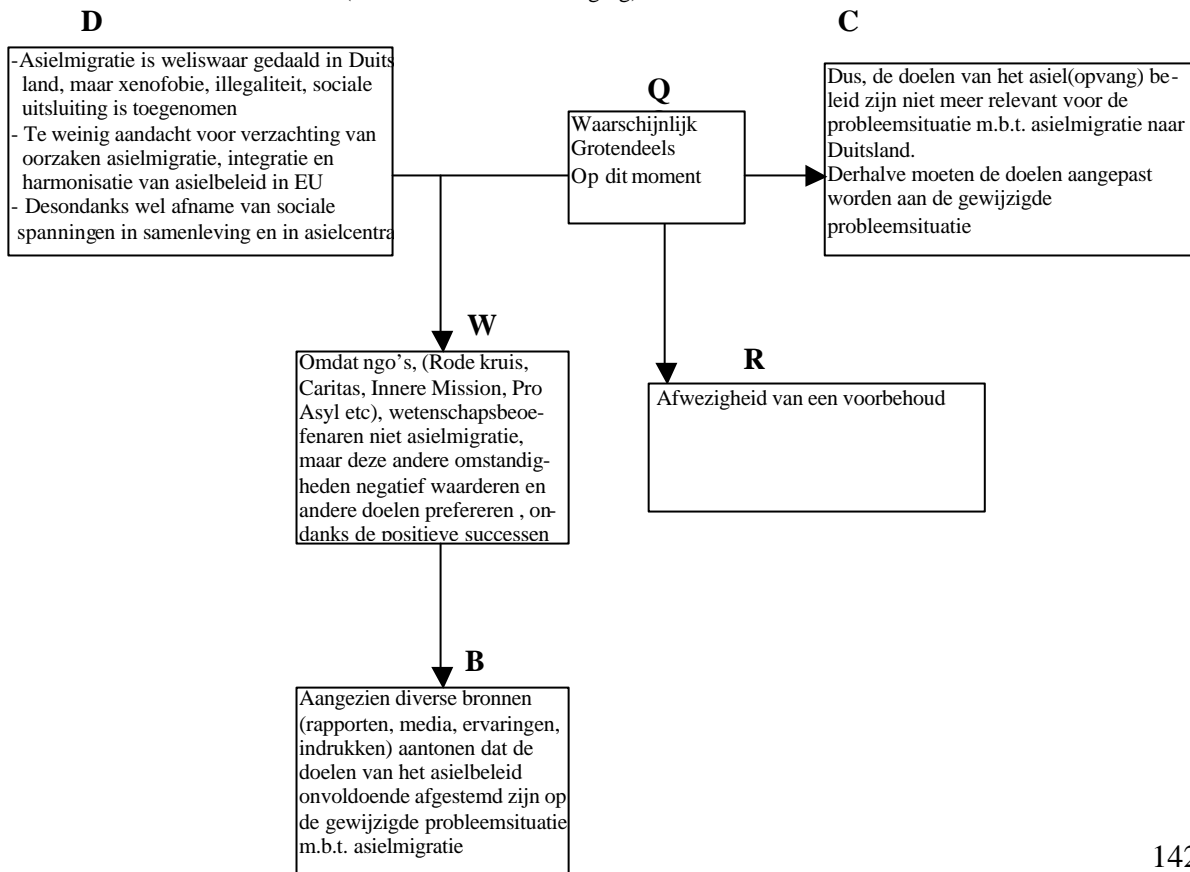 D
C
-Asielmigratie is weliswaar gedaald in Duits
land, maar xenofobie, illegaliteit, sociale
uitsluiting is toegenomen
- Te weinig aandacht voor verzachting van
oorzaken asielmigratie, integratie en
harmonisatie van asielbeleid in EU
- Desondanks wel afname van sociale
spanningen in samenleving en in asielcentra
Q
Waarschijnlijk
Grotendeels
Op dit moment
Dus, de doelen van het asiel(opvang) be-
leid zijn niet meer relevant voor de
probleemsituatie m.b.t. asielmigratie naar
Duitsland.
Derhalve moeten de doelen aangepast
worden aan de gewijzigde
probleemsituatie
W
Omdat ngo's, (Rode kruis,
Caritas, Innere Mission, Pro
Asyl etc), wetenschapsbeoe-
fenaren niet asielmigratie,
maar deze andere omstandig-
heden negatief waarderen en
andere doelen prefereren , on-
danks de positieve successen
R
Afwezigheid van een voorbehoud
B
Aangezien diverse bronnen
(rapporten, media, ervaringen,
indrukken) aantonen dat de
doelen van het asielbeleid
onvoldoende afgestemd zijn op
de gewijzigde probleemsituatie
m.b.t. asielmigratie
142